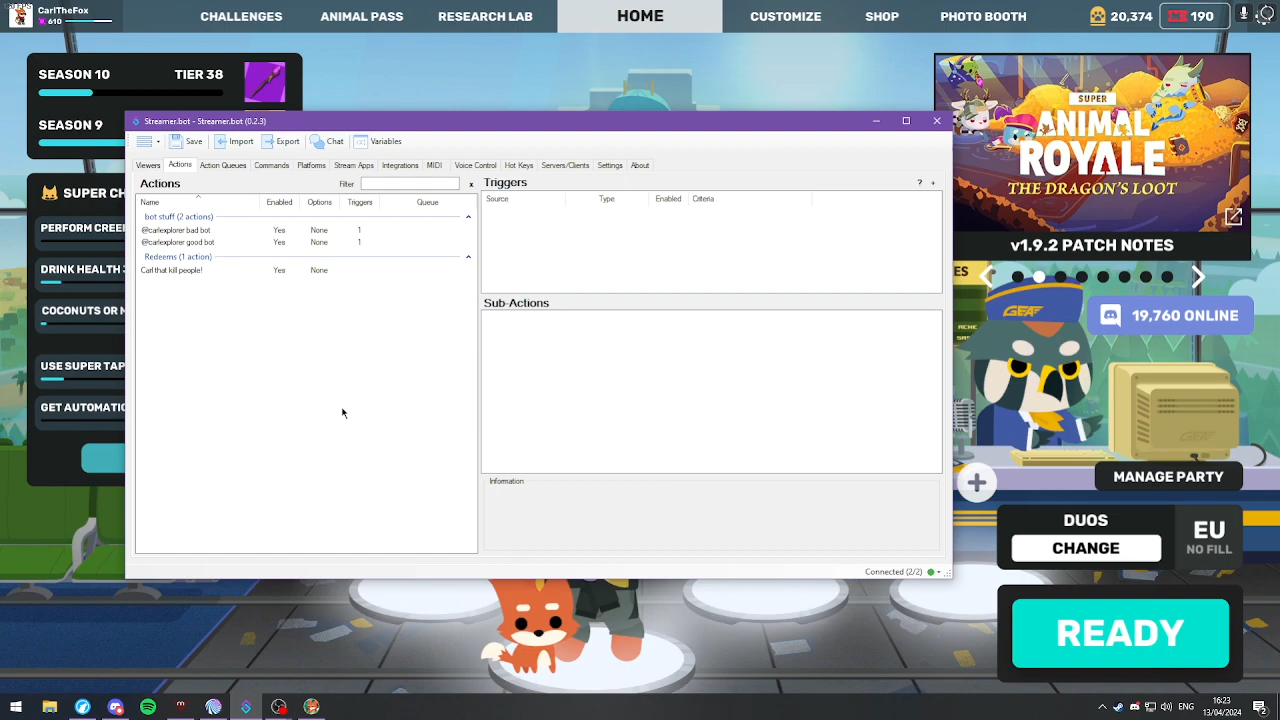 CarlTheFox
610
CHALLENGES
ANIMAL PASS
RESEARCH LAB
HOME
CUSTOMIZE
SHOP
PHOTO BOOTH
20,374
190
SEASON 10
TIER 38
SEASON 9
SUPER CH
PERFORM CREE
DRINK HEALTH
COCONUTS OR M
USE SUPER TAP
GET AUTOMATIC
Streamer.bot - Streamer.bot (0.2.3)
Save
Import
Export
Chat
Variables
Viewers
Actions
Action Queues
Commands
Platforms
Stream Apps
Integrations
MIDI
Voice Control
Hot Keys
Servers/Clients
Settings
About
Actions
Filter
x
Triggers
? +
Name Enabled Options Triggers Queue
Source Type Enabled Criteria
bot stuff (2 actions)
@carlexplorer bad bot Yes None 1
@carlexplorer good bot Yes None 1
Redeems (1 action)
Carl that kill people! Yes None
Sub-Actions
Information
Connected (2/2)
SUPER
ANIMAL
ROYALE
THE DRAGON'S LOOT
v1.9.2 PATCH NOTES
ES
GEAF
19,760 ONLINE
GEAF
MANAGE PARTY
DUOS
CHANGE
EU
NO FILL
READY
ENG
16:23
13/04/2024